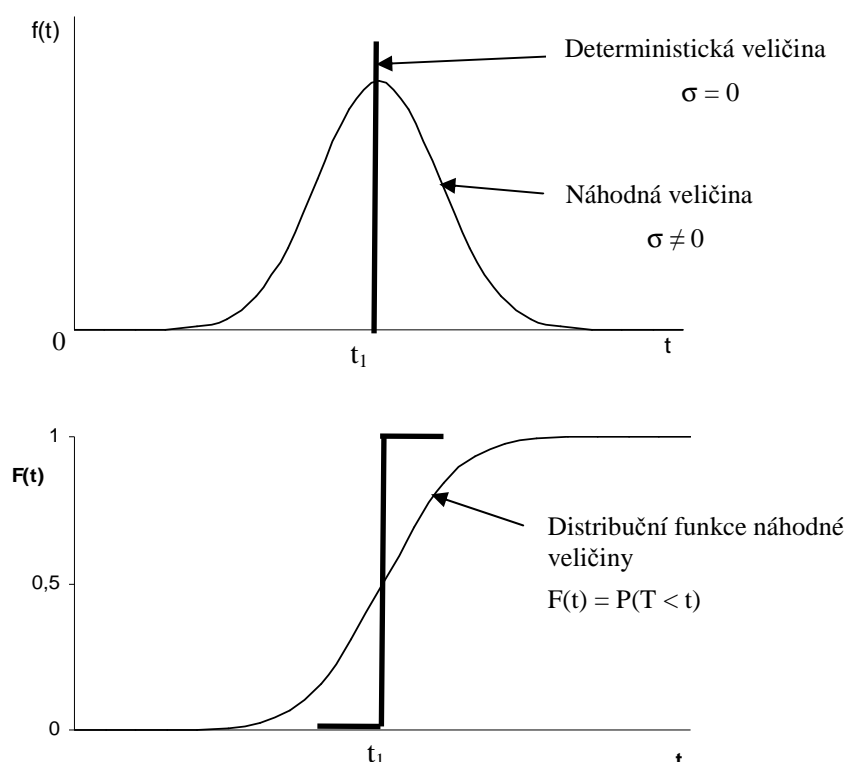 f(t)
Deterministická veličina
σ = 0
Náhodná veličina
σ ≠ 0
0
t₁
t
1
F(t)
0,5
Distribuční funkce náhodné
veličiny
F(t) = P(T < t)
0
t₁
t